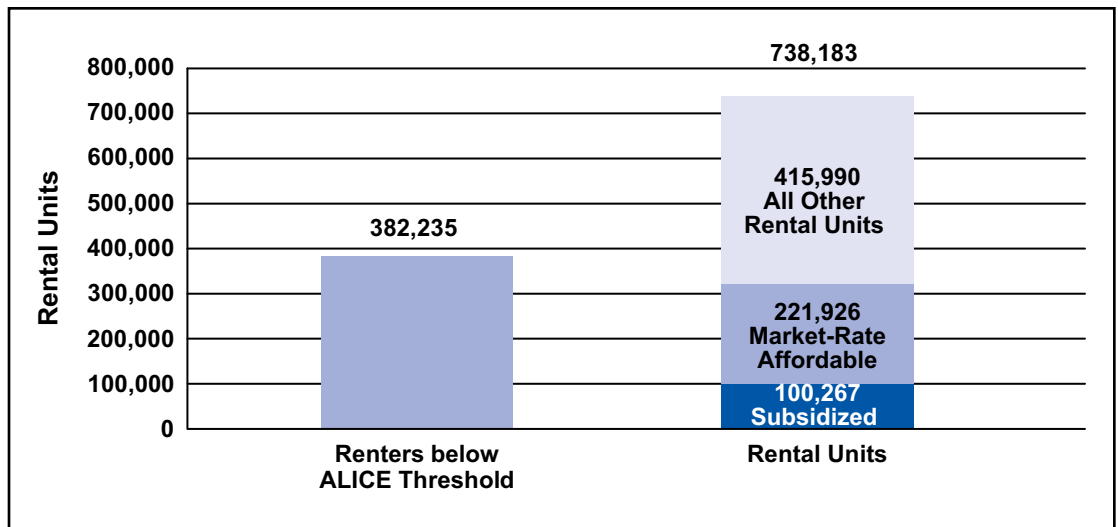 738,183
800,000
700,000
600,000
500,000
400,000
300,000
200,000
100,000
0
Rental Units
382,235
415,990
All Other
Rental Units
221,926
Market-Rate
Affordable
100,267
Subsidized
Renters below
ALICE Threshold
Rental Units